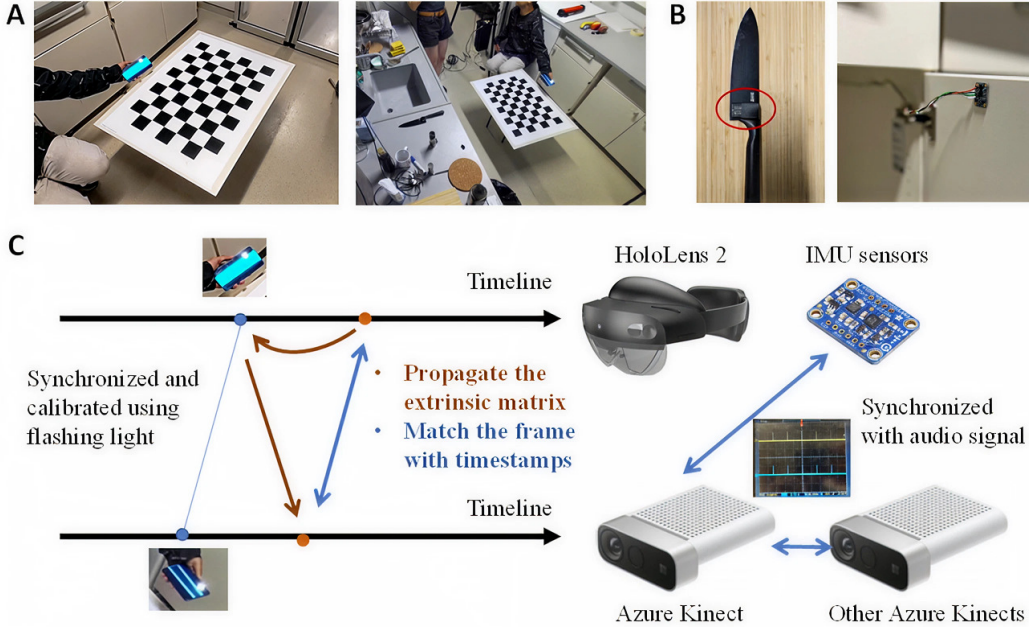 A
B
C
Timeline
HoloLens 2
IMU sensors
Synchronized and
calibrated using
flashing light
• Propagate the
extrinsic matrix
• Match the frame
with timestamps
Synchronized
with audio signal
Timeline
Azure Kinect
Other Azure Kinects